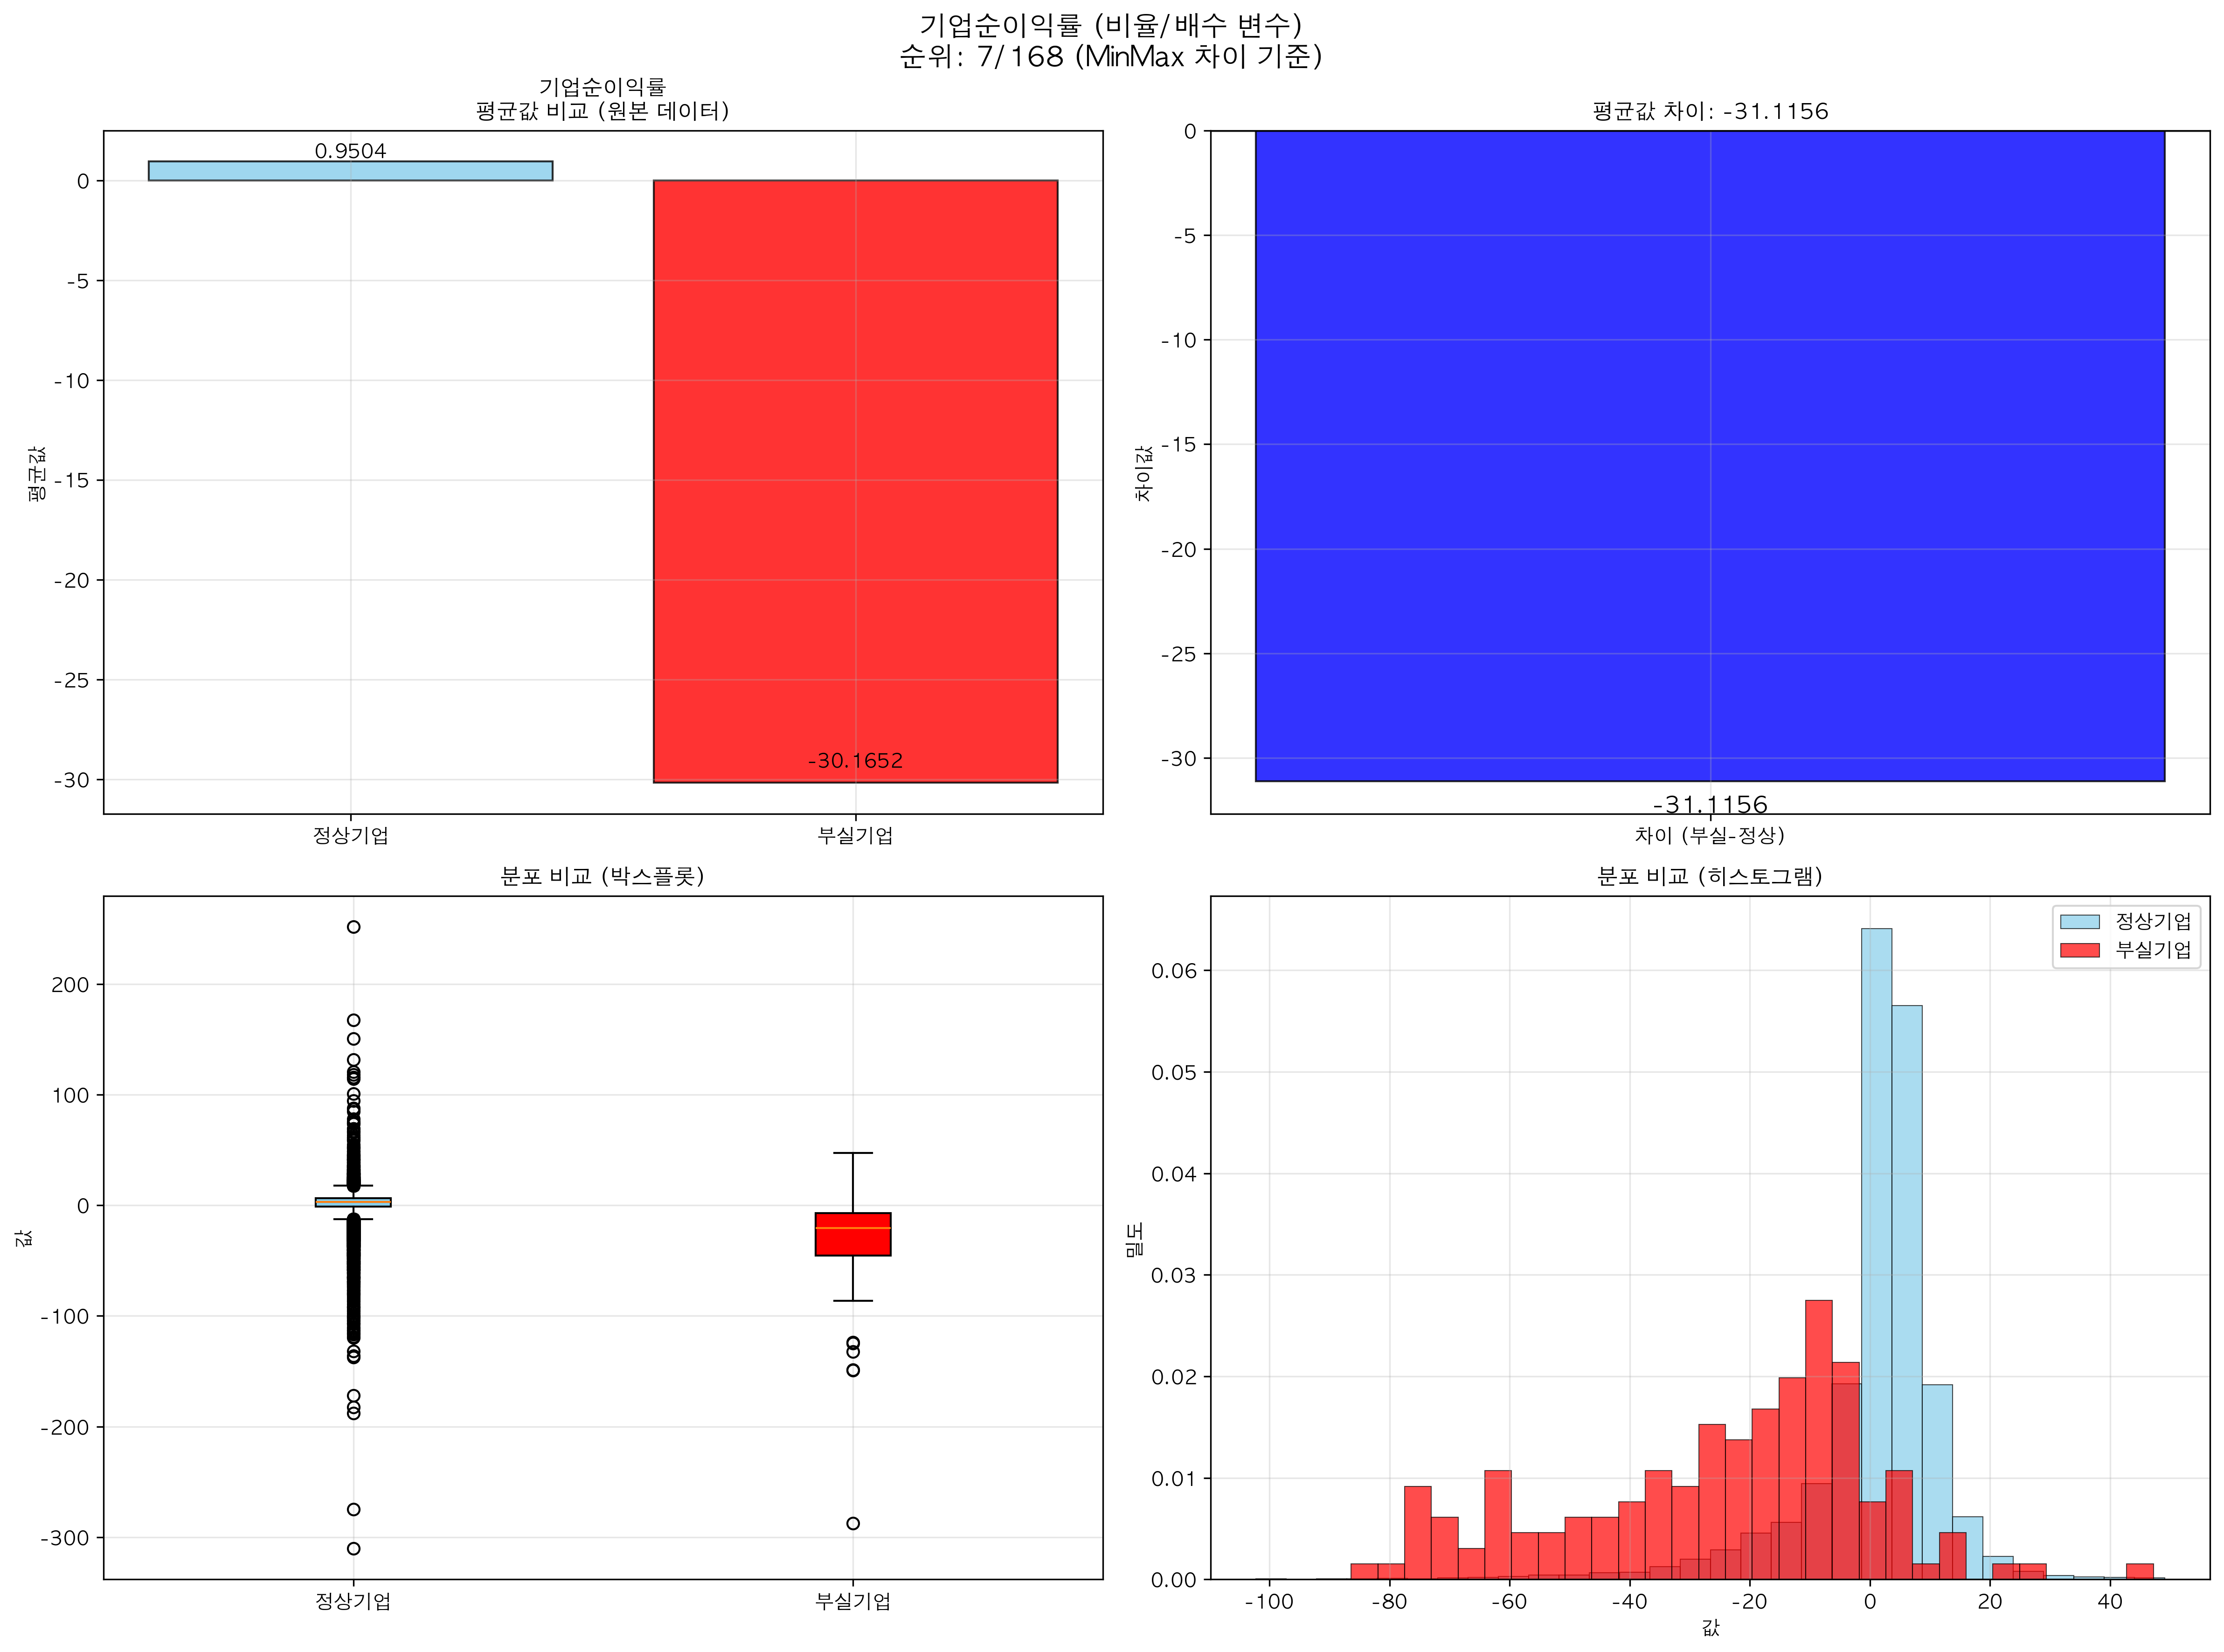 기업순이익률 (비율/배수 변수)
순위: 7/168 (MinMax 차이 기준)
기업순이익률
평균값 비교 (원본 데이터)
0.9504
-30.1652
0
-5
-10
-15
-20
-25
-30
평균값
정상기업
부실기업
평균값 차이: -31.1156
0
-5
-10
-15
-20
-25
-30
차이값
-31.1156
차이 (부실-정상)
분포 비교 (박스플롯)
200
100
0
-100
-200
-300
값
정상기업
부실기업
분포 비교 (히스토그램)
정상기업
부실기업
0.06
0.05
0.04
0.03
0.02
0.01
0.00
밀도
-100
-80
-60
-40
-20
0
20
40
값